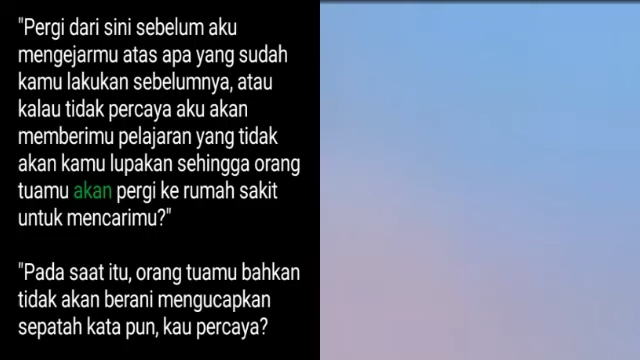 "Pergi dari sini sebelum aku
mengejarmu atas apa yang sudah
kamu lakukan sebelumnya, atau
kalau tidak percaya aku akan
memberimu pelajaran yang tidak
akan kamu lupakan sehingga orang
tuamu akan pergi ke rumah sakit
untuk mencarimu?"
"Pada saat itu, orang tuamu bahkan
tidak akan berani mengucapkan
sepatah kata pun, kau percaya?